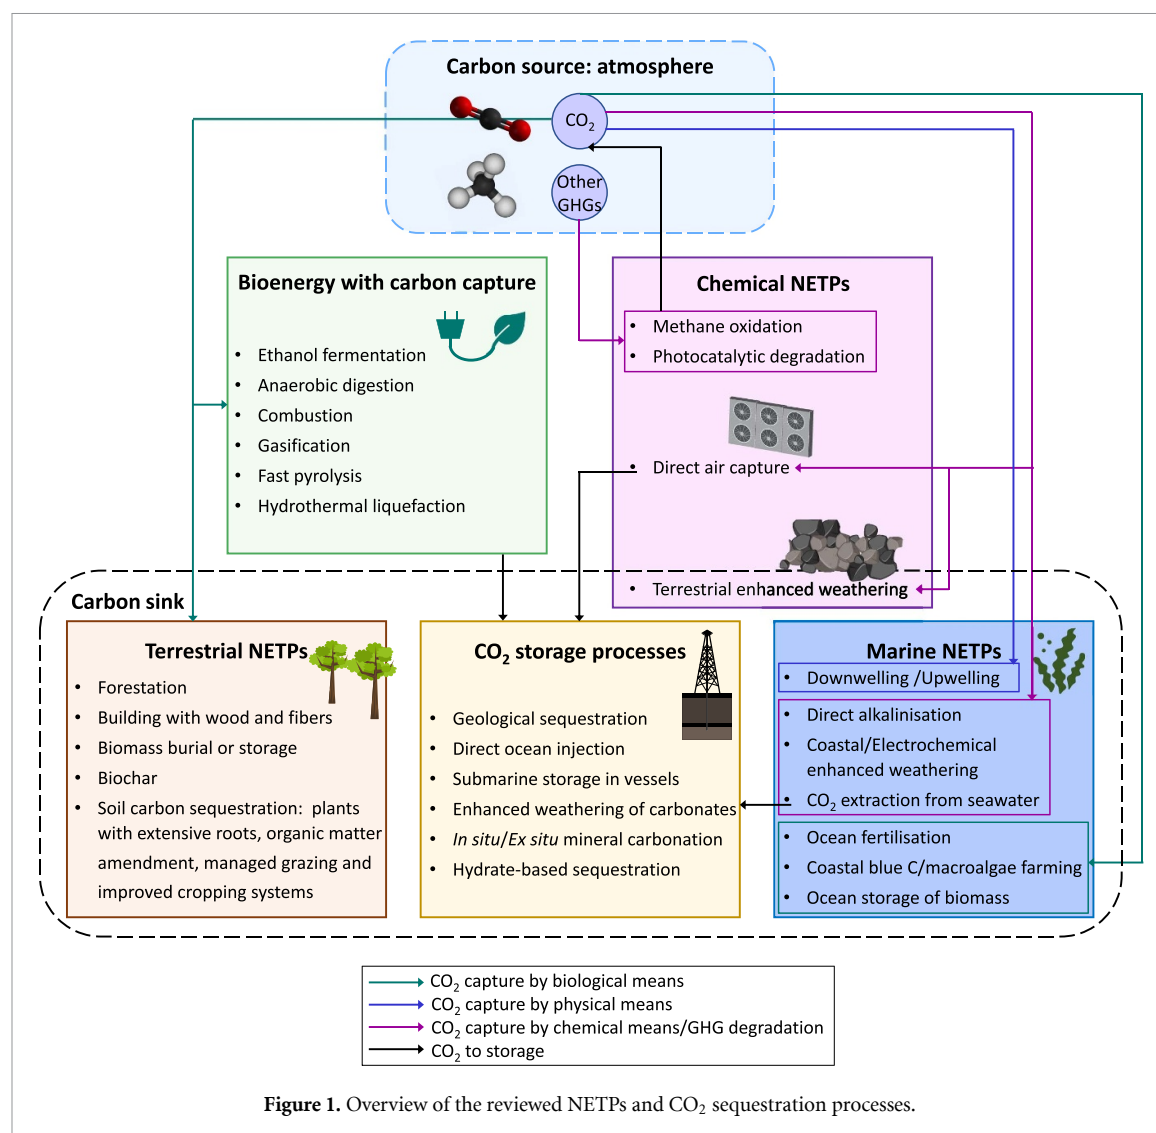 Carbon source: atmosphere
CO₂
Other
GHGs
Bioenergy with carbon capture
• Ethanol fermentation
• Anaerobic digestion
• Combustion
• Gasification
• Fast pyrolysis
• Hydrothermal liquefaction
Chemical NETPs
• Methane oxidation
• Photocatalytic degradation
• Direct air capture
• Terrestrial enhanced weathering
Carbon sink
Terrestrial NETPs
• Forestation
• Building with wood and fibers
• Biomass burial or storage
• Biochar
• Soil carbon sequestration: plants
with extensive roots, organic matter
amendment, managed grazing and
improved cropping systems
CO₂ storage processes
• Geological sequestration
• Direct ocean injection
• Submarine storage in vessels
• Enhanced weathering of carbonates
• In situ/Ex situ mineral carbonation
• Hydrate-based sequestration
Marine NETPs
• Downwelling /Upwelling
• Direct alkalinisation
• Coastal/Electrochemical
enhanced weathering
• CO₂ extraction from seawater
• Ocean fertilisation
• Coastal blue C/macroalgae farming
• Ocean storage of biomass
CO₂ capture by biological means
CO₂ capture by physical means
CO₂ capture by chemical means/GHG degradation
CO₂ to storage
Figure 1. Overview of the reviewed NETPs and CO₂ sequestration processes.